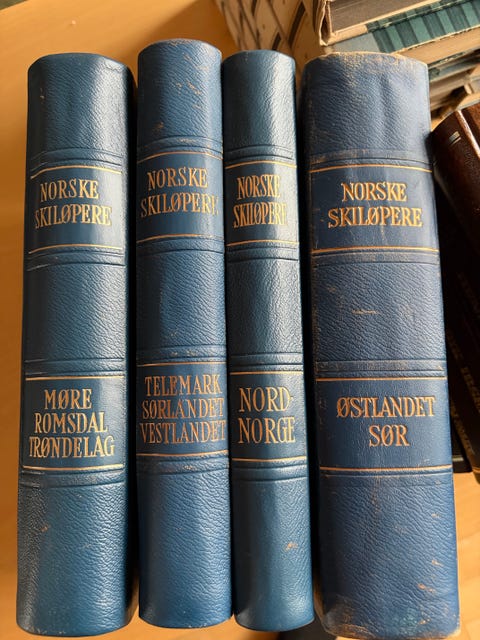 NORSKE
SKILØPERE
MØRE
ROMSDAL
TRØNDELAG
NORSKE
SKILØPERE
TELEMARK
SØRLANDET
VESTLANDET
NORSKE
SKILØPERE
NORD-
NORGE
NORSKE
SKILØPERE
ØSTLANDET
SØR